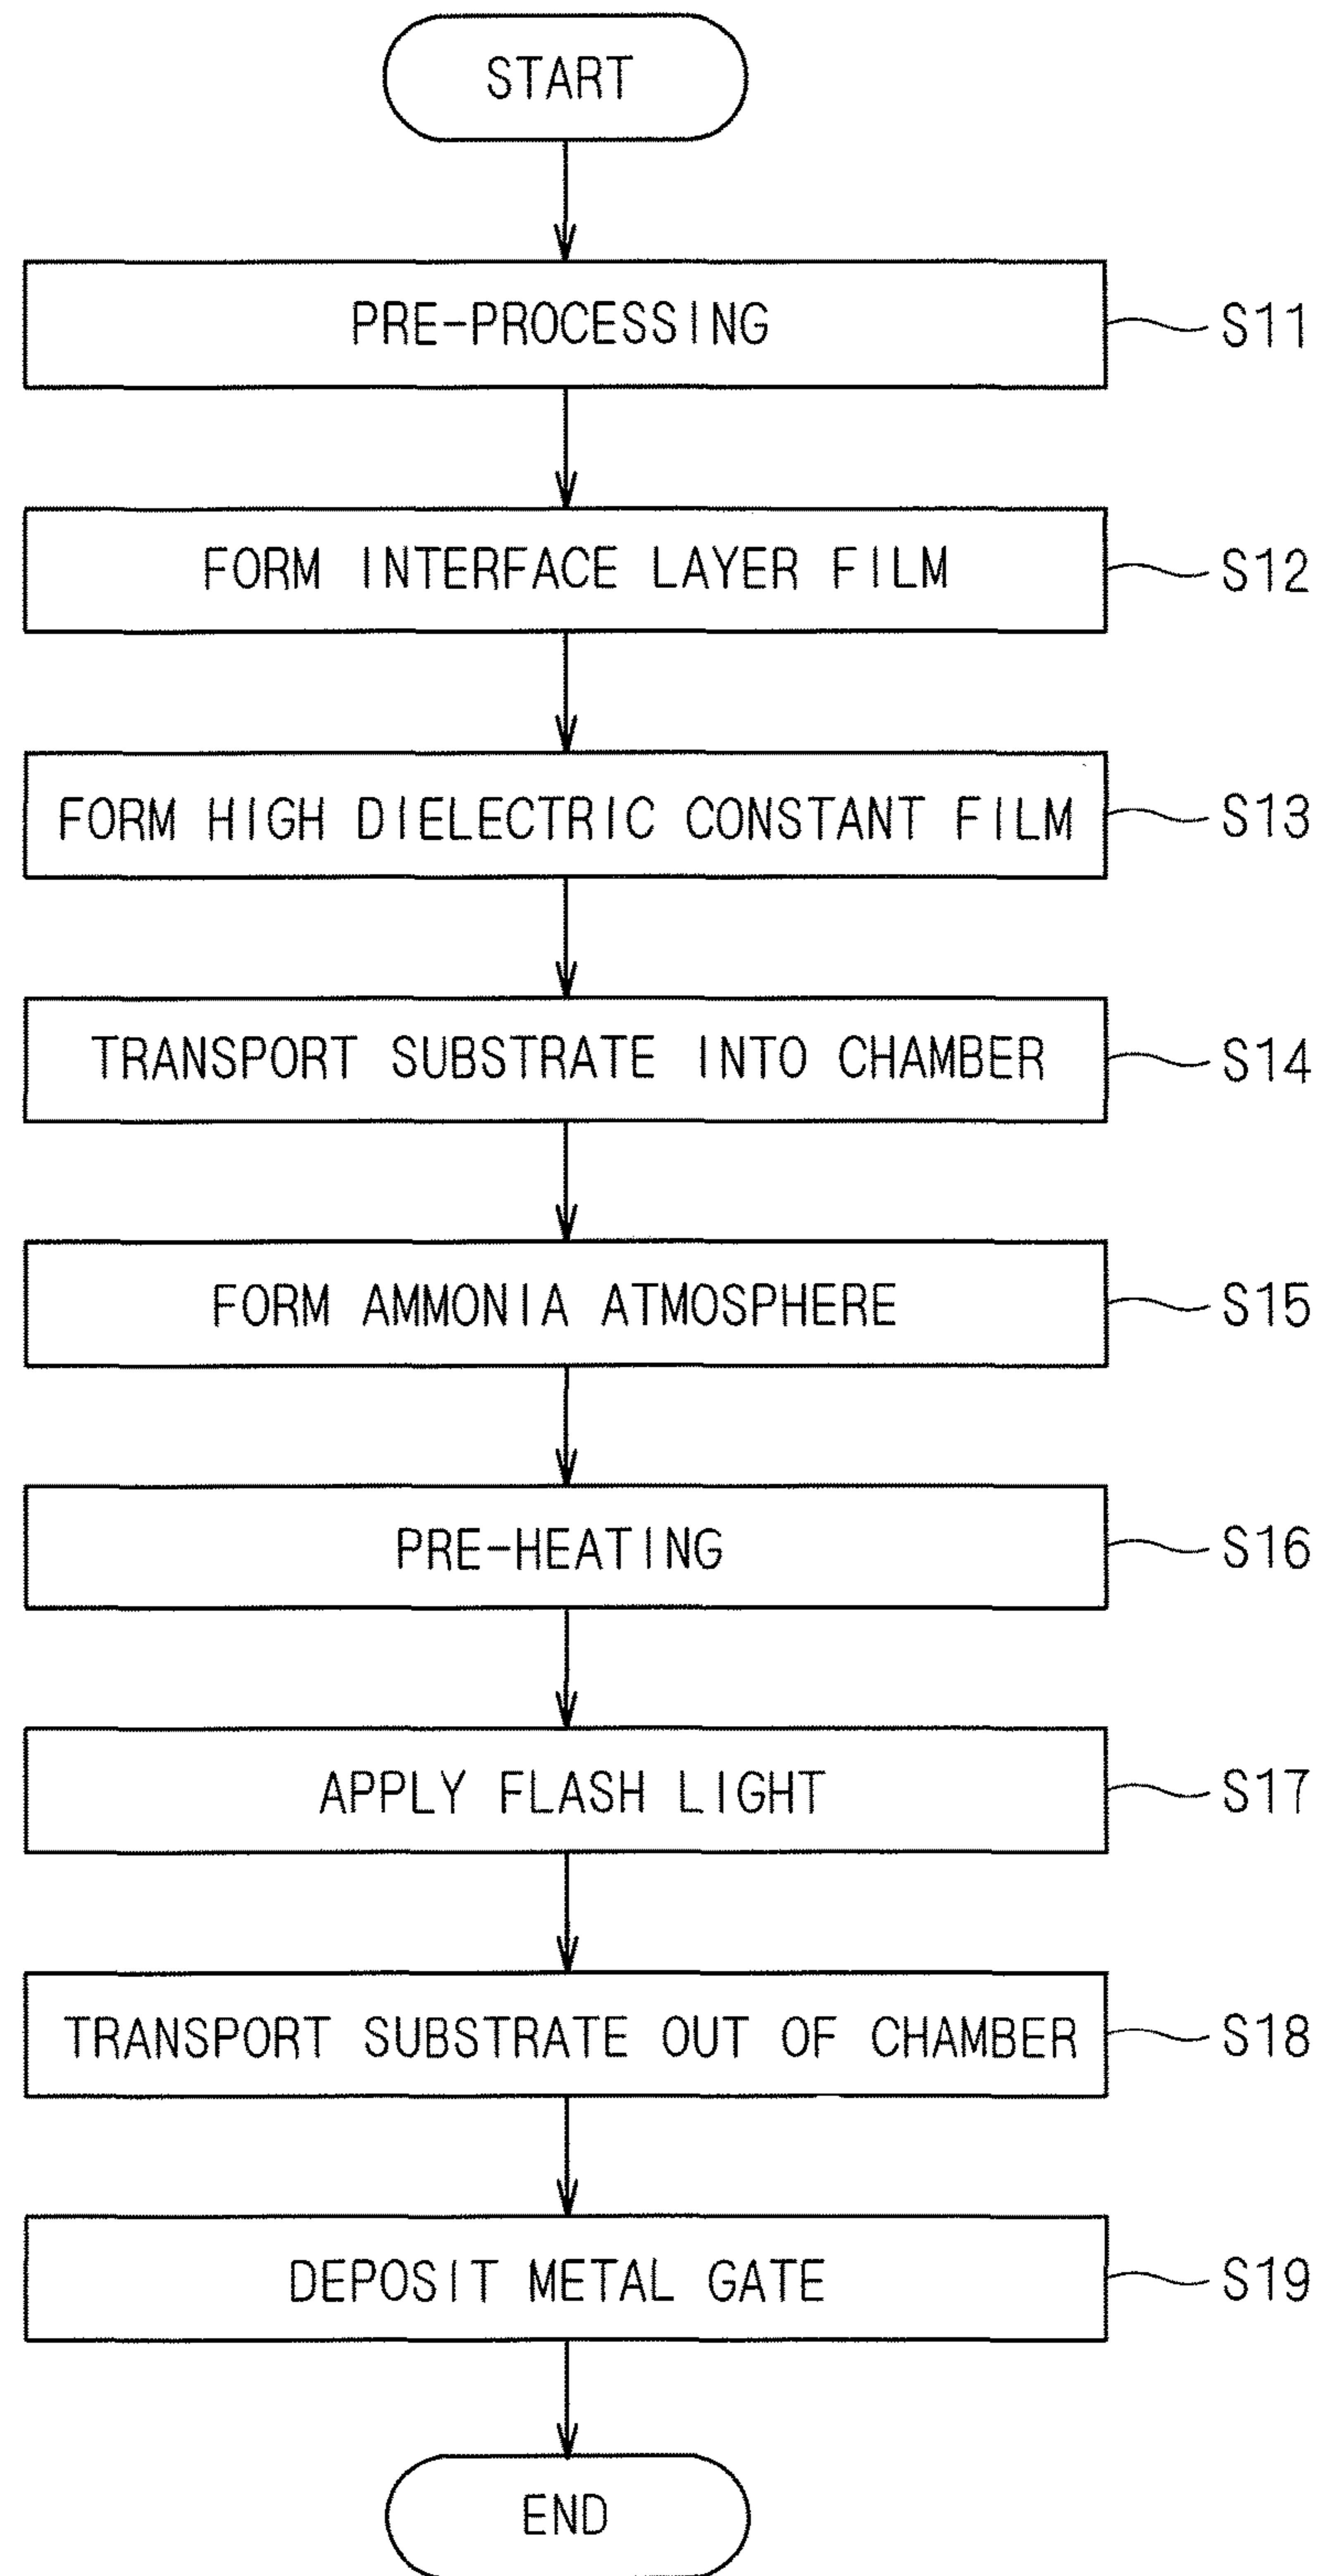 START
PRE-PROCESSING S11
FORM INTERFACE LAYER FILM S12
FORM HIGH DIELECTRIC CONSTANT FILM S13
TRANSPORT SUBSTRATE INTO CHAMBER S14
FORM AMMONIA ATMOSPHERE S15
PRE-HEATING S16
APPLY FLASH LIGHT S17
TRANSPORT SUBSTRATE OUT OF CHAMBER S18
DEPOSIT METAL GATE S19
END